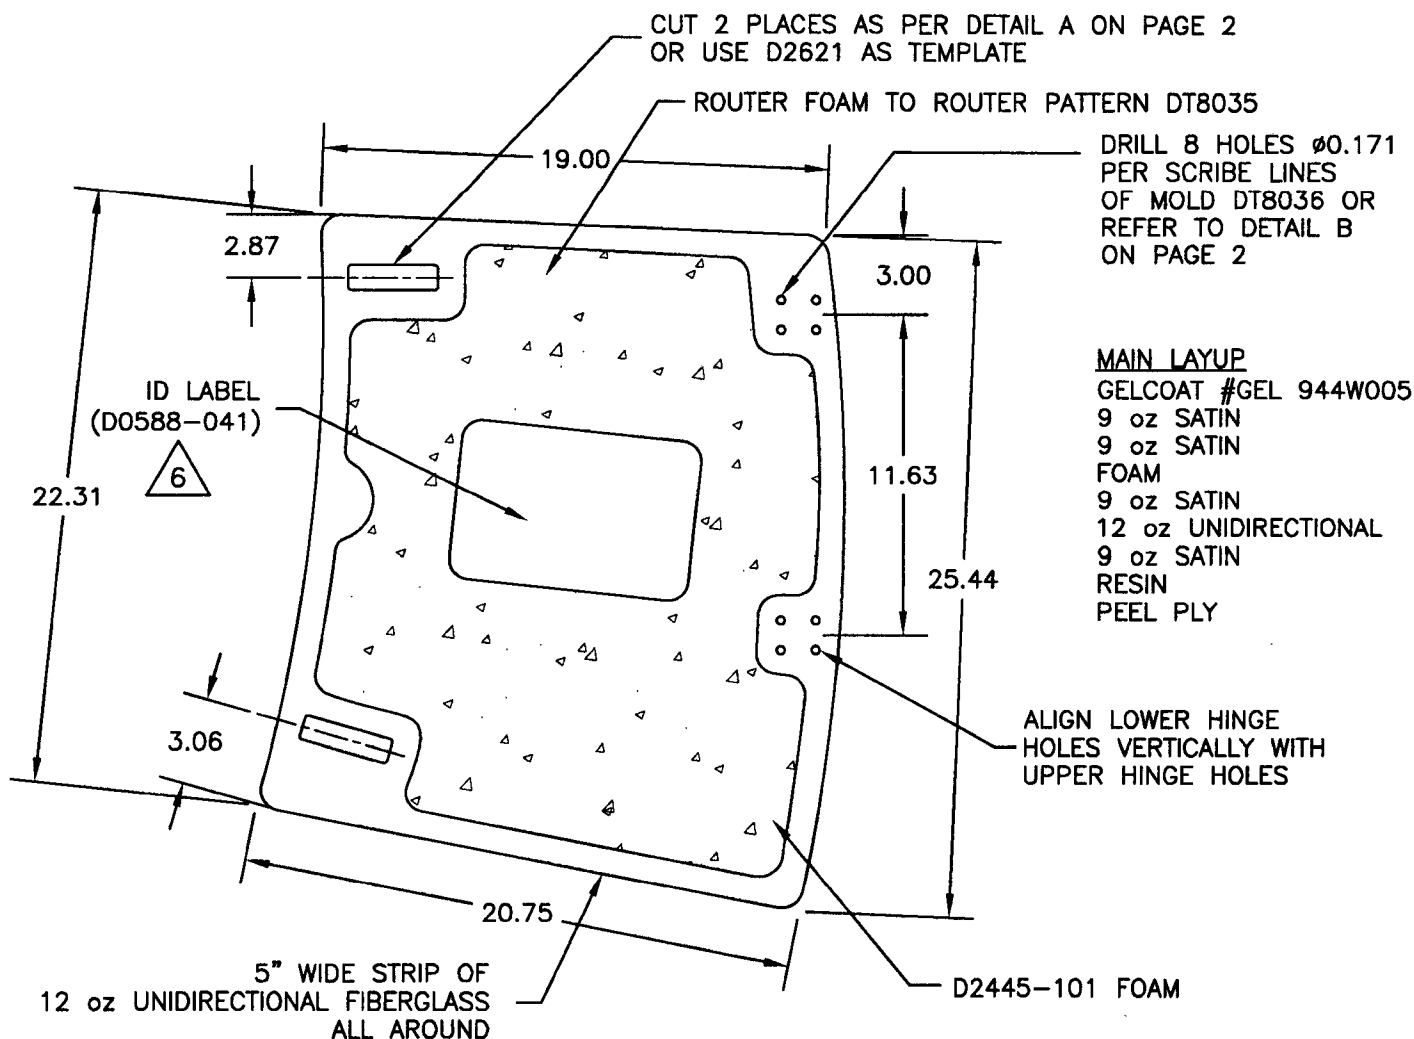 CUT 2 PLACES AS PER DETAIL A ON PAGE 2
OR USE D2621 AS TEMPLATE
ROUTER FOAM TO ROUTER PATTERN DT8035
DRILL 8 HOLES ø0.171
PER SCRIBE LINES
OF MOLD DT8036 OR
REFER TO DETAIL B
ON PAGE 2
19.00
2.87
3.00
MAIN LAYUP
GELCOAT #GEL 944W005
9 oz SATIN
9 oz SATIN
FOAM
9 oz SATIN
12 oz UNIDIRECTIONAL
9 oz SATIN
RESIN
PEEL PLY
ID LABEL
(D0588-041)
6
22.31
11.63
25.44
3.06
ALIGN LOWER HINGE
HOLES VERTICALLY WITH
UPPER HINGE HOLES
20.75
5" WIDE STRIP OF
12 oz UNIDIRECTIONAL FIBERGLASS
ALL AROUND
D2445-101 FOAM